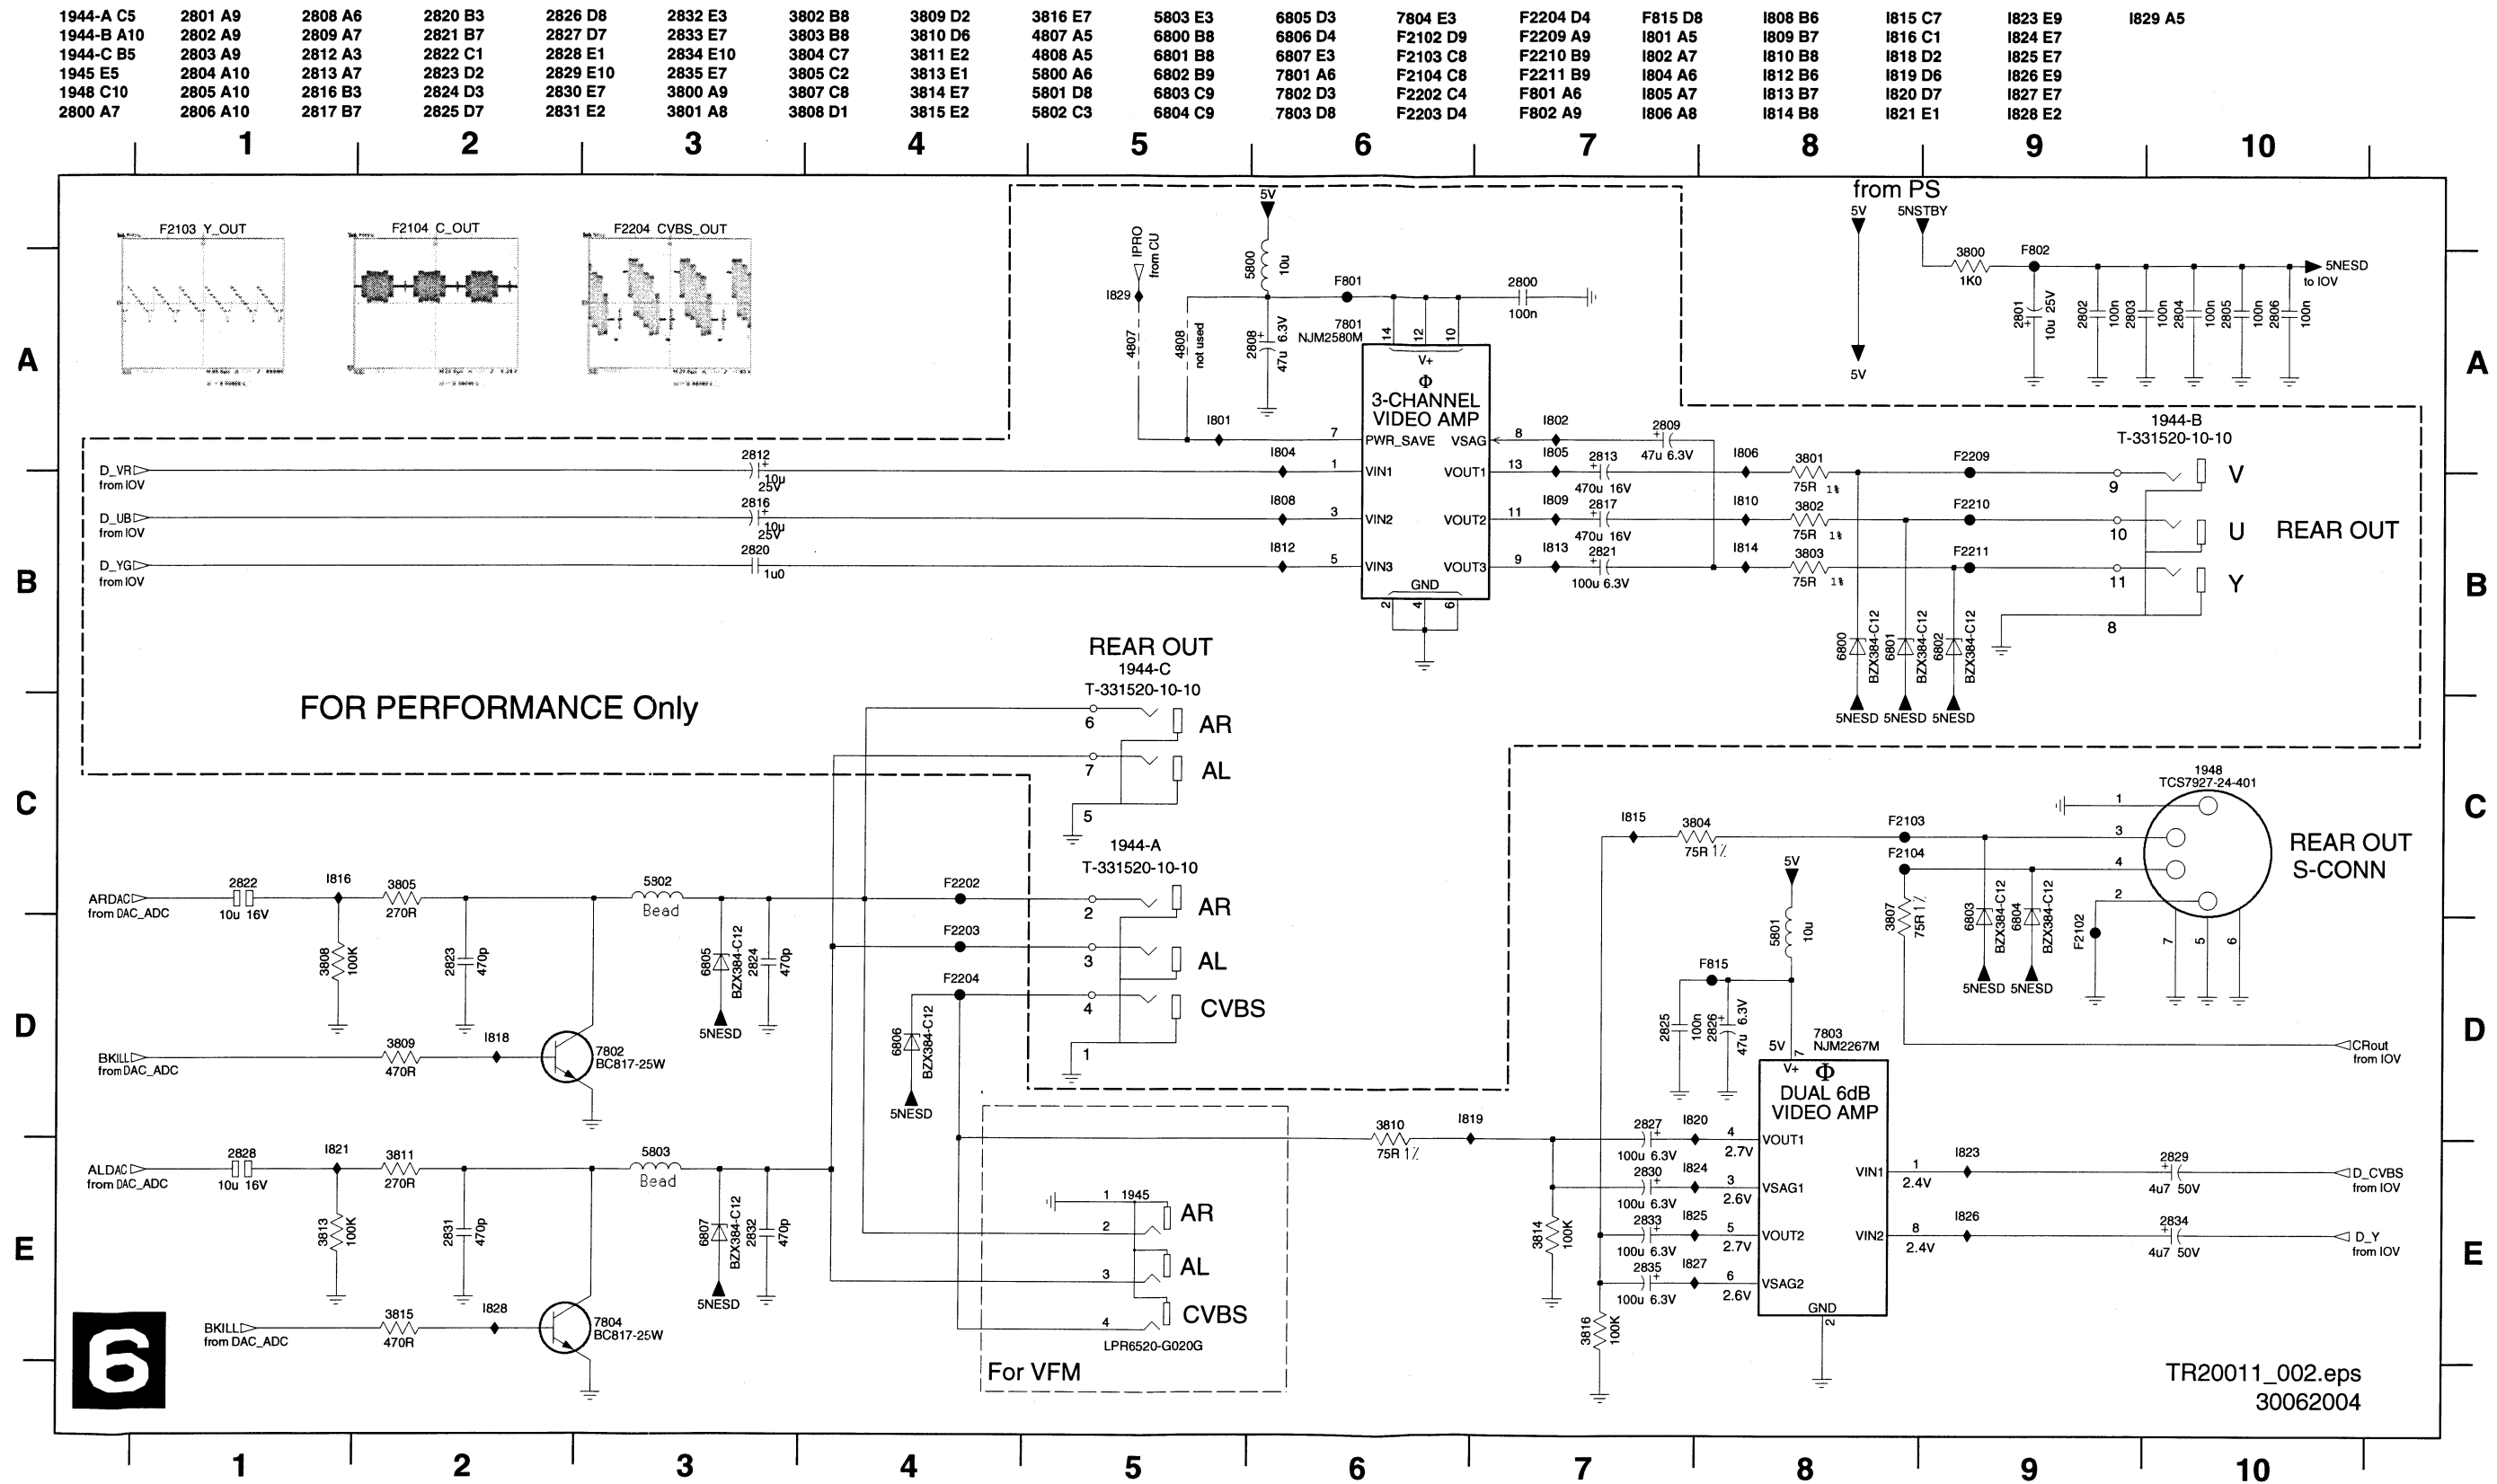 1944-A C5 2801 A9 2808 A6 2820 B3 2826 D8 2832 E3 3802 B8 3809 D2 3816 E7 5803 E3 6805 D3 7804 E3 F2204 D4 F815 D8 I808 B6 I815 C7 I823 E9 I829 A5
1944-B A10 2802 A9 2809 A7 2821 B7 2827 D7 2833 E7 3803 B8 3810 D6 4807 A5 6800 B8 6806 D4 F2102 D9 F2209 A9 I801 A5 I809 B7 I816 C1 I824 E7
1944-C B5 2803 A9 2812 A3 2822 C1 2828 E1 2834 E10 3804 C7 3811 E2 4808 A5 6801 B8 6807 E3 F2103 C8 F2210 B9 I802 A7 I810 B8 I818 D2 I825 E7
1945 E5 2804 A10 2813 A7 2823 D2 2829 E10 2835 E7 3805 C2 3813 E1 5800 A6 6802 B9 7801 A6 F2104 C8 F2211 B9 I804 A6 I812 B6 I819 D6 I826 E9
1948 C10 2805 A10 2816 B3 2824 D3 2830 E7 3800 A9 3807 C8 3814 E7 5801 D8 6803 C9 7802 D3 F2202 C4 F801 A6 I805 A7 I813 B7 I820 D7 I827 E7
2800 A7 2806 A10 2817 B7 2825 D7 2831 E2 3801 A8 3808 D1 3815 E2 5802 C3 6804 C9 7803 D8 F2203 D4 F802 A9 I806 A8 I814 B8 I821 E1 I828 E2
1 2 3 4 5 6 7 8 9 10
A
B
C
D
E
F2103 Y_OUT
F2104 C_OUT
F2204 CVBS_OUT
IPRO
from CU
I829
4807
4808
not used
5V
5800
10u
F801
2800
100n
2808
47u 6.3V
7801
NJM2580M
14 12 10
V+
Φ
3-CHANNEL
VIDEO AMP
I801
7
PWR_SAVE VSAG
8
I802
2809
47u 6.3V
from PS
5V
5V
5NSTBY
3800
1K0
F802
2801
10u 25V
2802
100n
2803
100n
2804
100n
2805
100n
2806
100n
5NESD
to IOV
D_VR
from IOV
2812
10u
25V
I804
1
VIN1 VOUT1
13
I805
2813
470u 16V
I806
3801
75R 1%
F2209
9
V
D_UB
from IOV
2816
10u
25V
I808
3
VIN2 VOUT2
11
I809
2817
470u 16V
I810
3802
75R 1%
F2210
10
U
D_YG
from IOV
2820
1u0
I812
5
VIN3 VOUT3
9
I813
2821
100u 6.3V
I814
3803
75R 1%
F2211
11
Y
1944-B
T-331520-10-10
REAR OUT
8
GND
2 4 6
6800
BZX384-C12
6801
BZX384-C12
6802
BZX384-C12
5NESD 5NESD 5NESD
FOR PERFORMANCE Only
REAR OUT
1944-C
T-331520-10-10
6
AR
7
AL
5
1944-A
T-331520-10-10
F2202
2
AR
F2203
3
AL
F2204
4
CVBS
1
6806
BZX384-C12
5NESD
ARDAC
from DAC_ADC
2822
10u 16V
I816
3805
270R
3808
100K
2823
470p
5802
Bead
6805
BZX384-C12
2824
470p
5NESD
BKILL
from DAC_ADC
3809
470R
I818
7802
BC817-25W
ALDAC
from DAC_ADC
2828
10u 16V
I821
3811
270R
3813
100K
2831
470p
5803
Bead
6807
BZX384-C12
2832
470p
5NESD
BKILL
from DAC_ADC
3815
470R
I828
7804
BC817-25W
1 1945
2
AR
3
AL
4
CVBS
LPR6520-G020G
For VFM
3810
75R 1%
I819
I815
3804
75R 1%
F2103
F2104
3807
75R 1%
6803
BZX384-C12
6804
BZX384-C12
5NESD 5NESD
1948
TCS7927-24-401
1
3
4
2
7 5 6
F2102
REAR OUT
S-CONN
5V
5801
10u
F815
2825
100n
2826
47u 6.3V
7803
NJM2267M
5V
7
V+
Φ
DUAL 6dB
VIDEO AMP
CRout
from IOV
2827
100u 6.3V
I820
4
2.7V
VOUT1
2830
100u 6.3V
I824
3
2.6V
VSAG1
2833
100u 6.3V
I825
5
2.7V
VOUT2
2835
100u 6.3V
I827
6
2.6V
VSAG2
3814
100K
3816
100K
VIN1
1
2.4V
I823
2829
4u7 50V
D_CVBS
from IOV
VIN2
8
2.4V
I826
2834
4u7 50V
D_Y
from IOV
GND
2
6
TR20011_002.eps
30062004
A
B
C
D
E
1 2 3 4 5 6 7 8 9 10